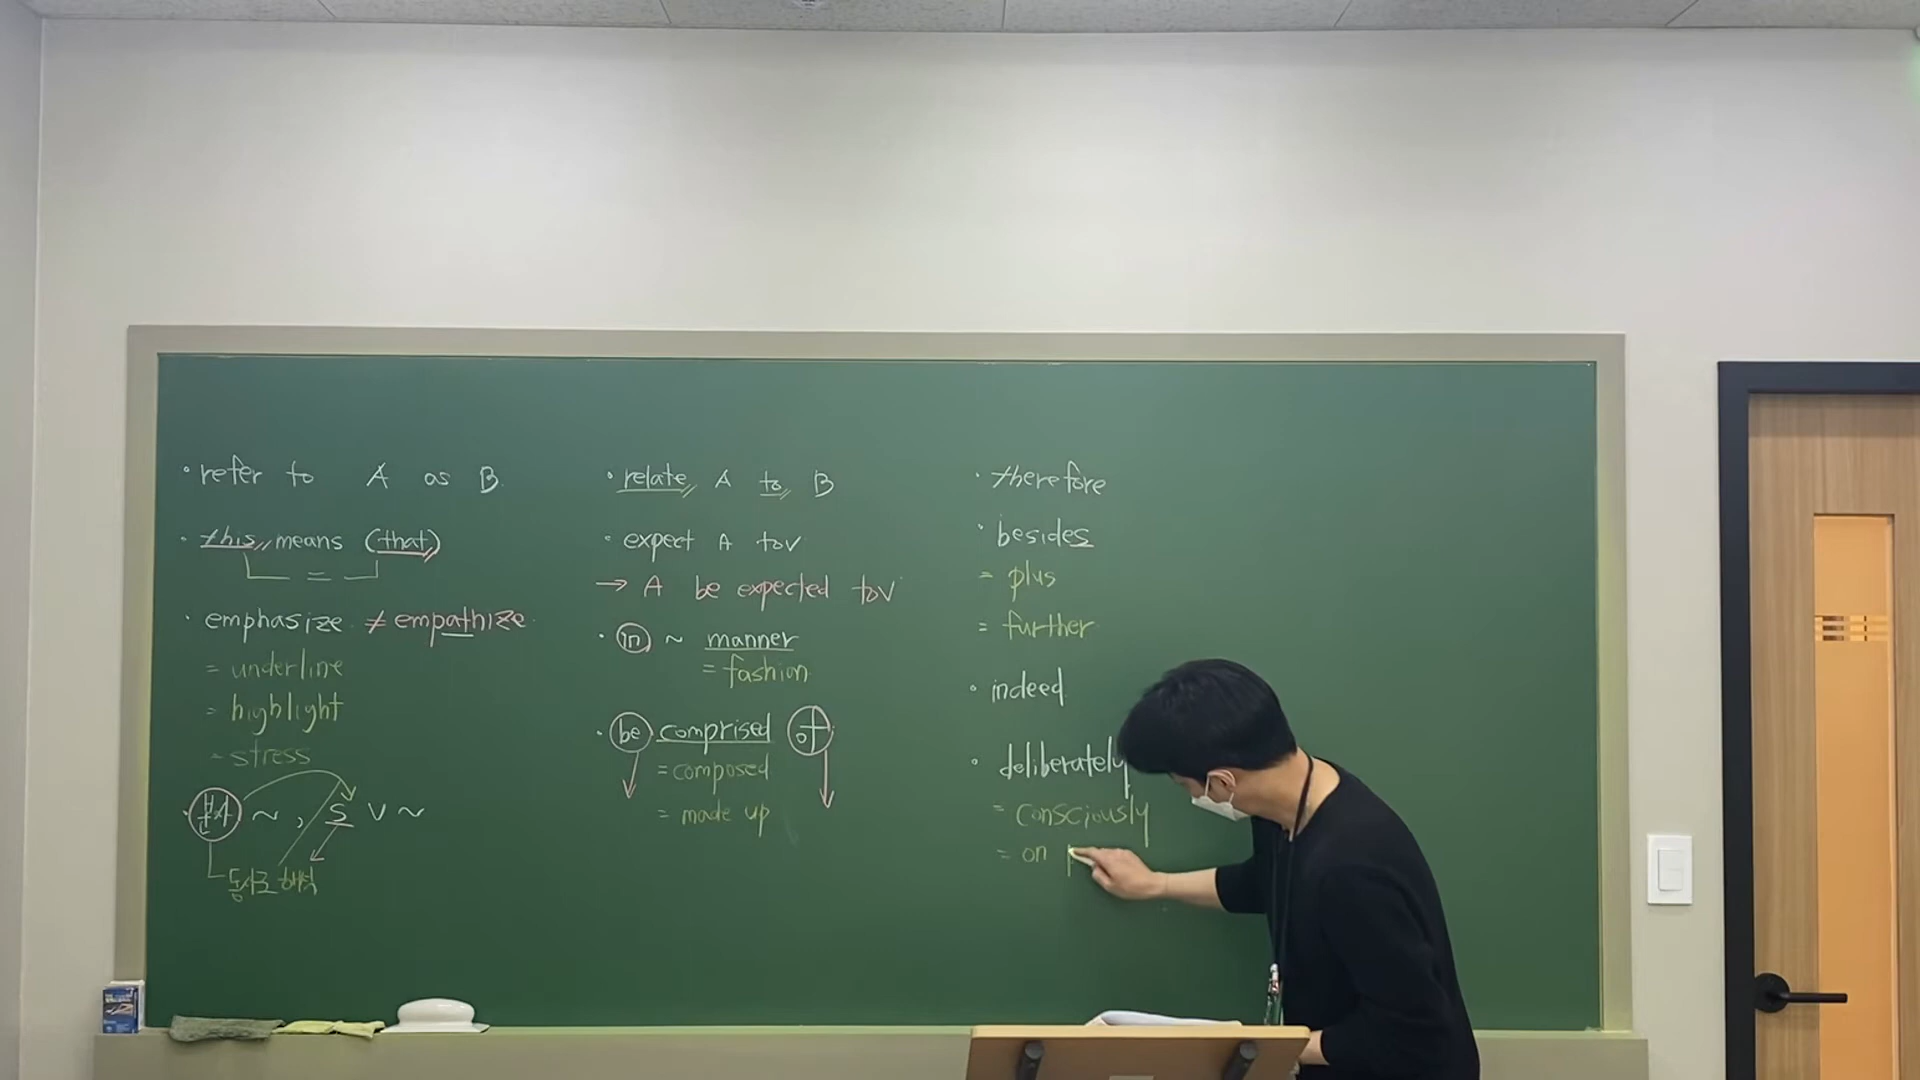 · refer to A as B
· this means (that)
=
· emphasize ≠ empathize
= underline
= highlight
= stress
· 분사 ~ , S V ~
동사로 해석
· relate A to B
· expect A to V
→ A be expected to V
· in ~ manner
= fashion
· be comprised of
= composed
= made up
· therefore
· besides
= plus
= further
· indeed
· deliberately
= consciously
= on p